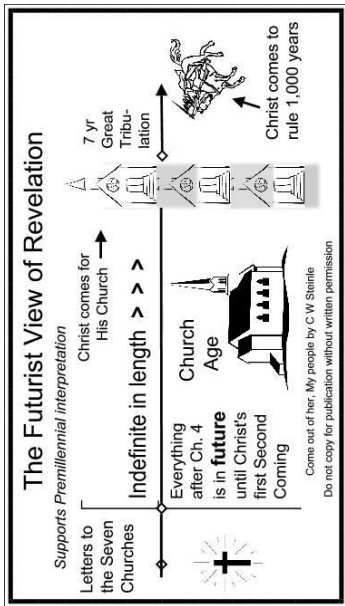 The Futurist View of Revelation
Supports Premillennial interpretation
Letters to
the Seven
Churches
Christ comes for
His Church
7 yr
Great
Tribu-
lation
Indefinite in length > > >
Everything
after Ch. 4
is in future
until Christ's
first Second
Coming
Church
Age
Christ comes to
rule 1,000 years
Come out of her, My people by C W Steinle
Do not copy for publication without written permission